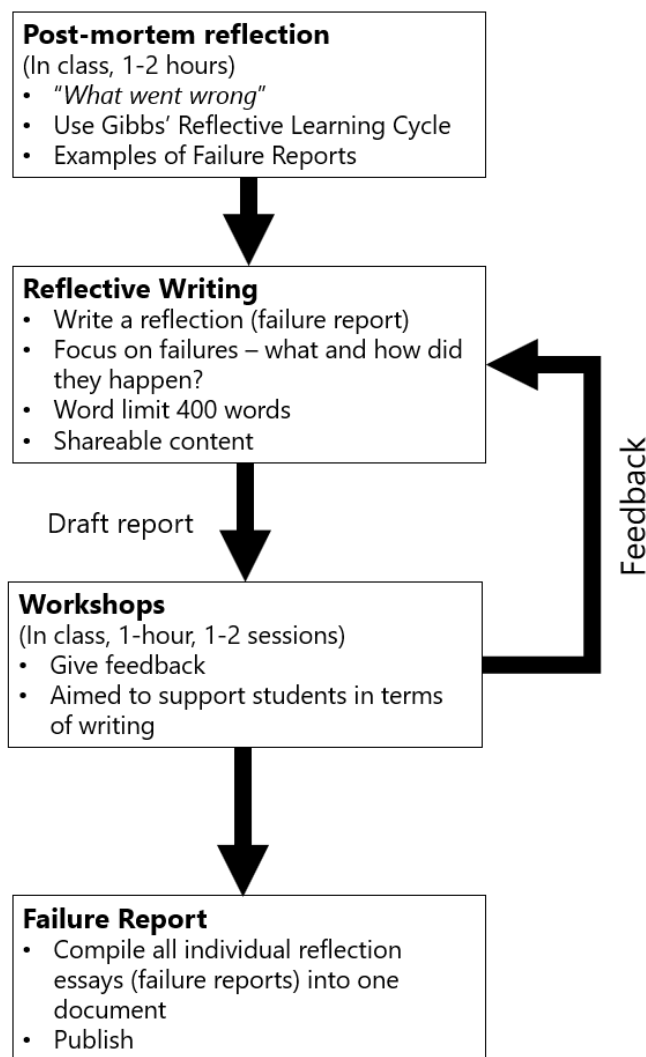 Post-mortem reflection
(In class, 1-2 hours)
• “What went wrong”
• Use Gibbs’ Reflective Learning Cycle
• Examples of Failure Reports
Reflective Writing
• Write a reflection (failure report)
• Focus on failures – what and how did
they happen?
• Word limit 400 words
• Shareable content
Feedback
Draft report
Workshops
(In class, 1-hour, 1-2 sessions)
• Give feedback
• Aimed to support students in terms
of writing
Failure Report
• Compile all individual reflection
essays (failure reports) into one
document
• Publish